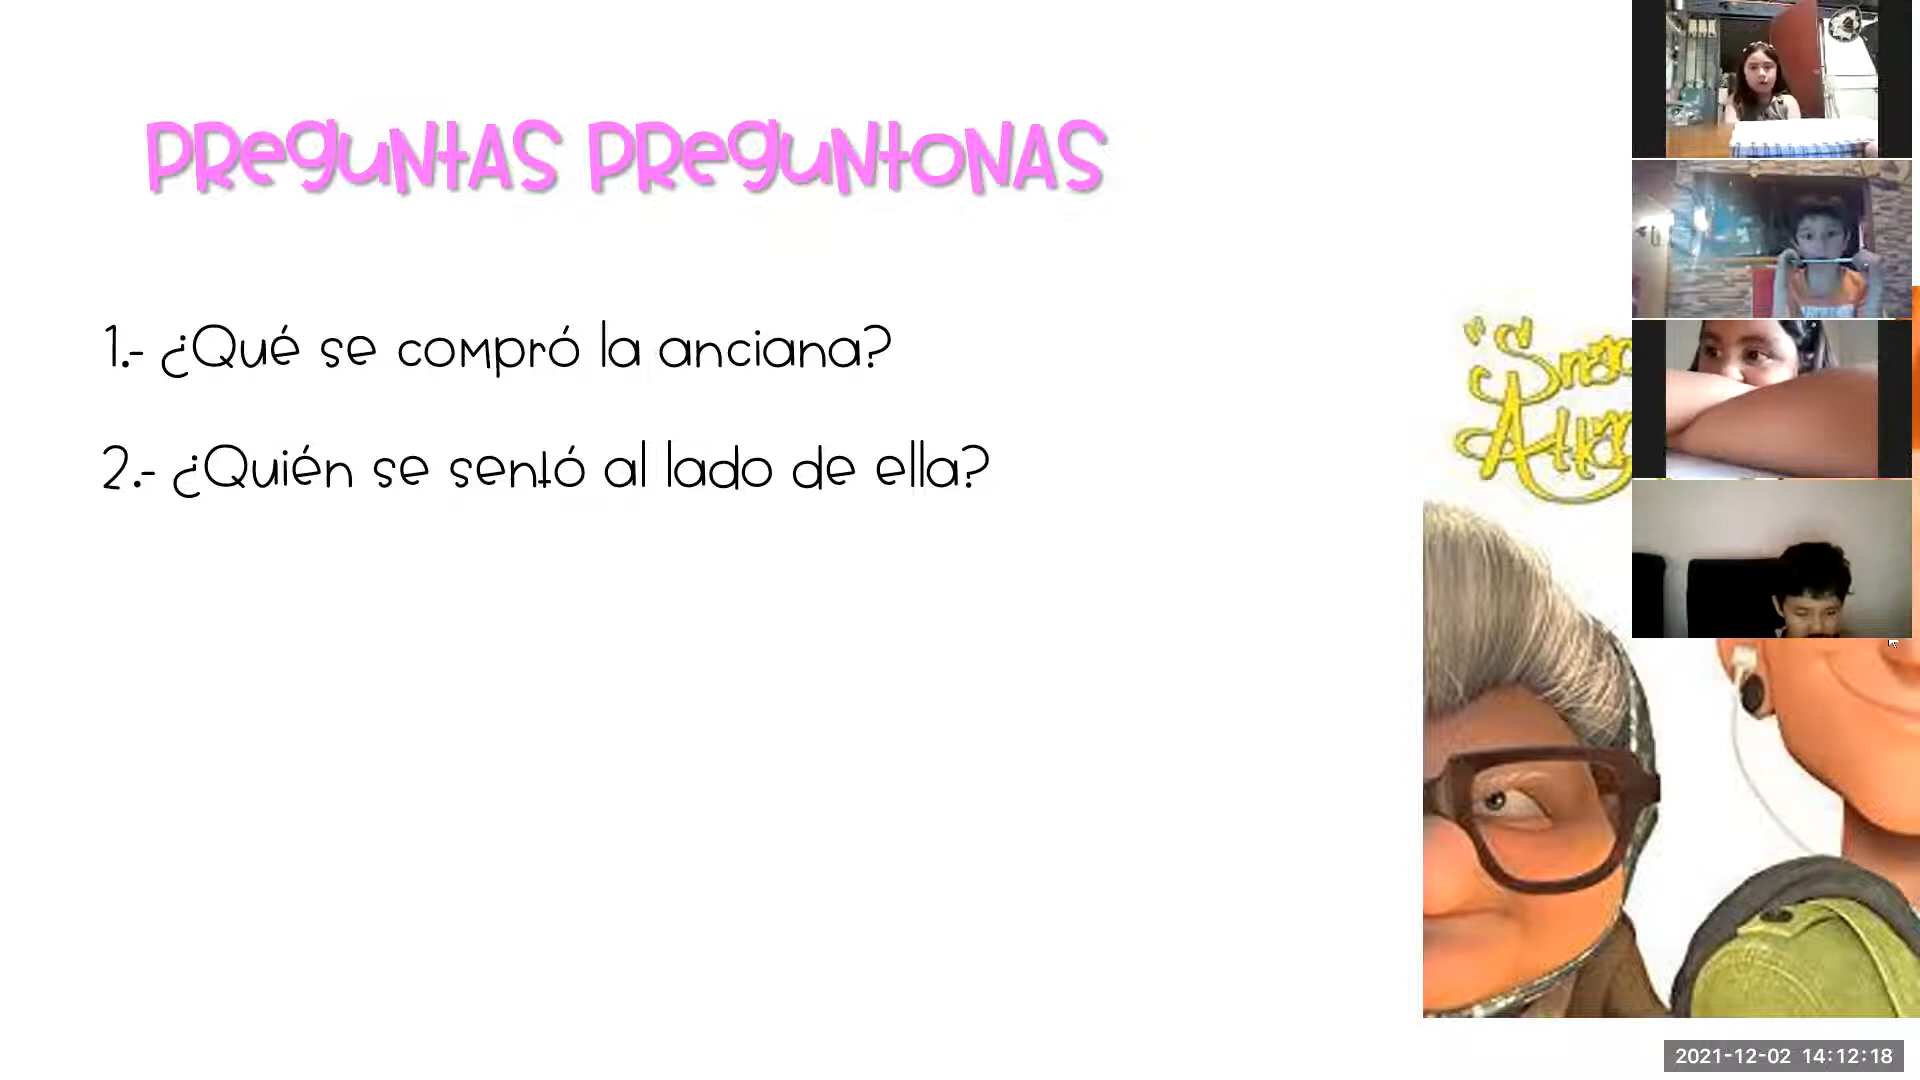 PREGUNTAS PREGUNTONAS
1.- ¿Qué se compró la anciana?
2.- ¿Quién se sentó al lado de ella?
2021-12-02 14:12:18